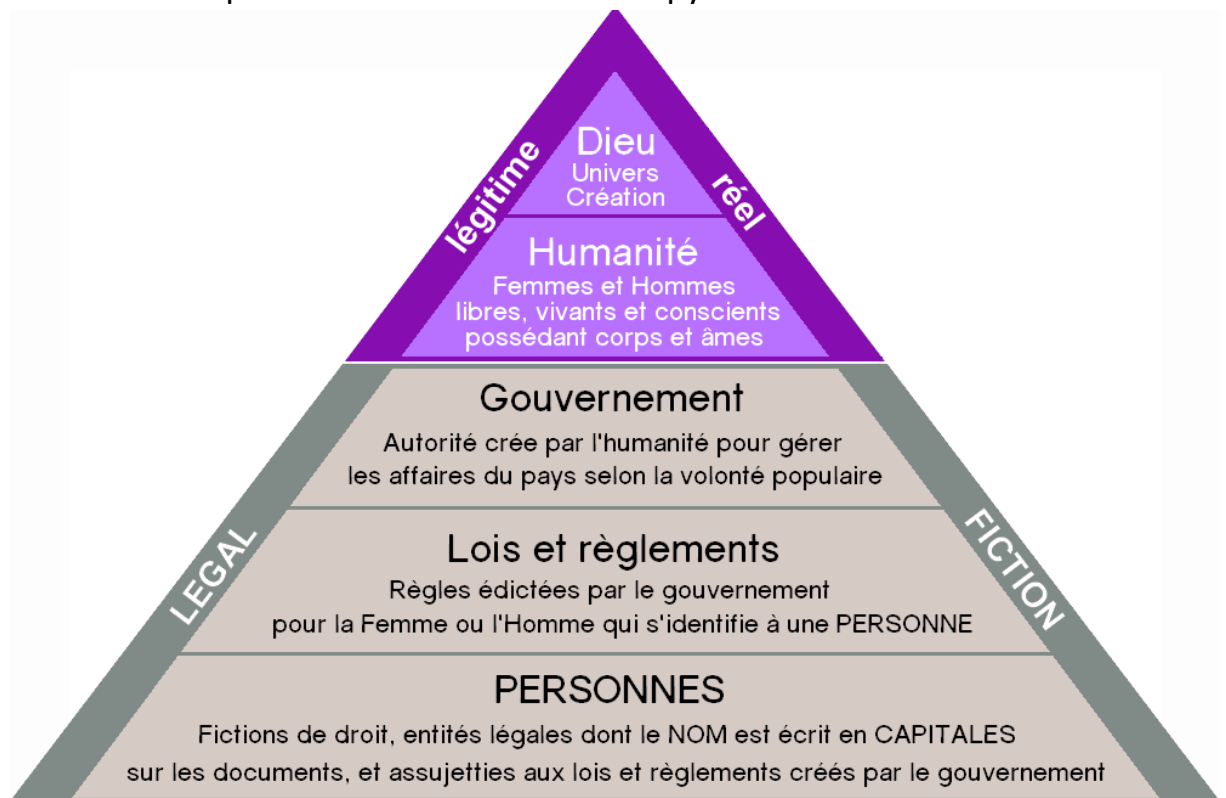 Dieu
Univers
Création
légitime
réel
Humanité
Femmes et Hommes
libres, vivants et conscients
possédant corps et âmes
Gouvernement
Autorité crée par l'humanité pour gérer
les affaires du pays selon la volonté populaire
LEGAL
FICTION
Lois et règlements
Règles édictées par le gouvernement
pour la Femme ou l'Homme qui s'identifie à une PERSONNE
PERSONNES
Fictions de droit, entités légales dont le NOM est écrit en CAPITALES
sur les documents, et assujetties aux lois et règlements créés par le gouvernement